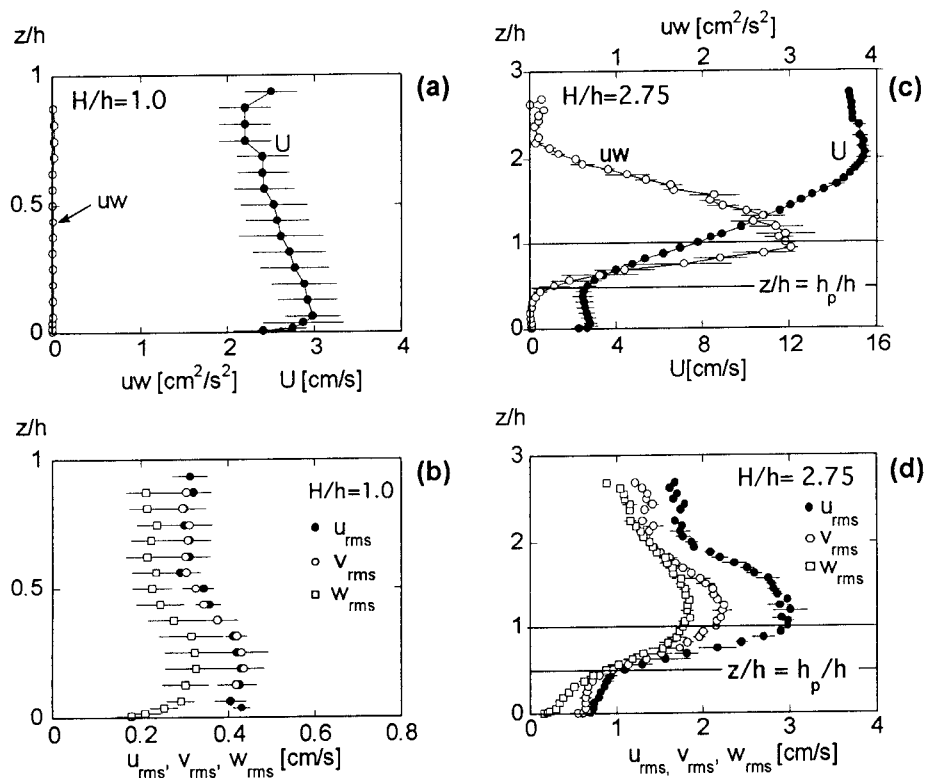 z/h
1
0.5
0
H/h=1.0
(a)
U
uw
0 1 2 3 4
uw [cm²/s²] U [cm/s]
uw [cm²/s²]
0 1 2 3 4
z/h
3
2
1
0
H/h=2.75
(c)
uw
U
z/h = hₚ/h
0 4 8 12 16
U[cm/s]
z/h
1
0.5
0
(b)
H/h=1.0
u_rms
v_rms
w_rms
0 0.2 0.4 0.6 0.8
u_rms, v_rms, w_rms [cm/s]
z/h
3
2
1
0
(d)
H/h= 2.75
u_rms
v_rms
w_rms
z/h = hₚ/h
0 1 2 3 4
u_rms, v_rms, w_rms [cm/s]